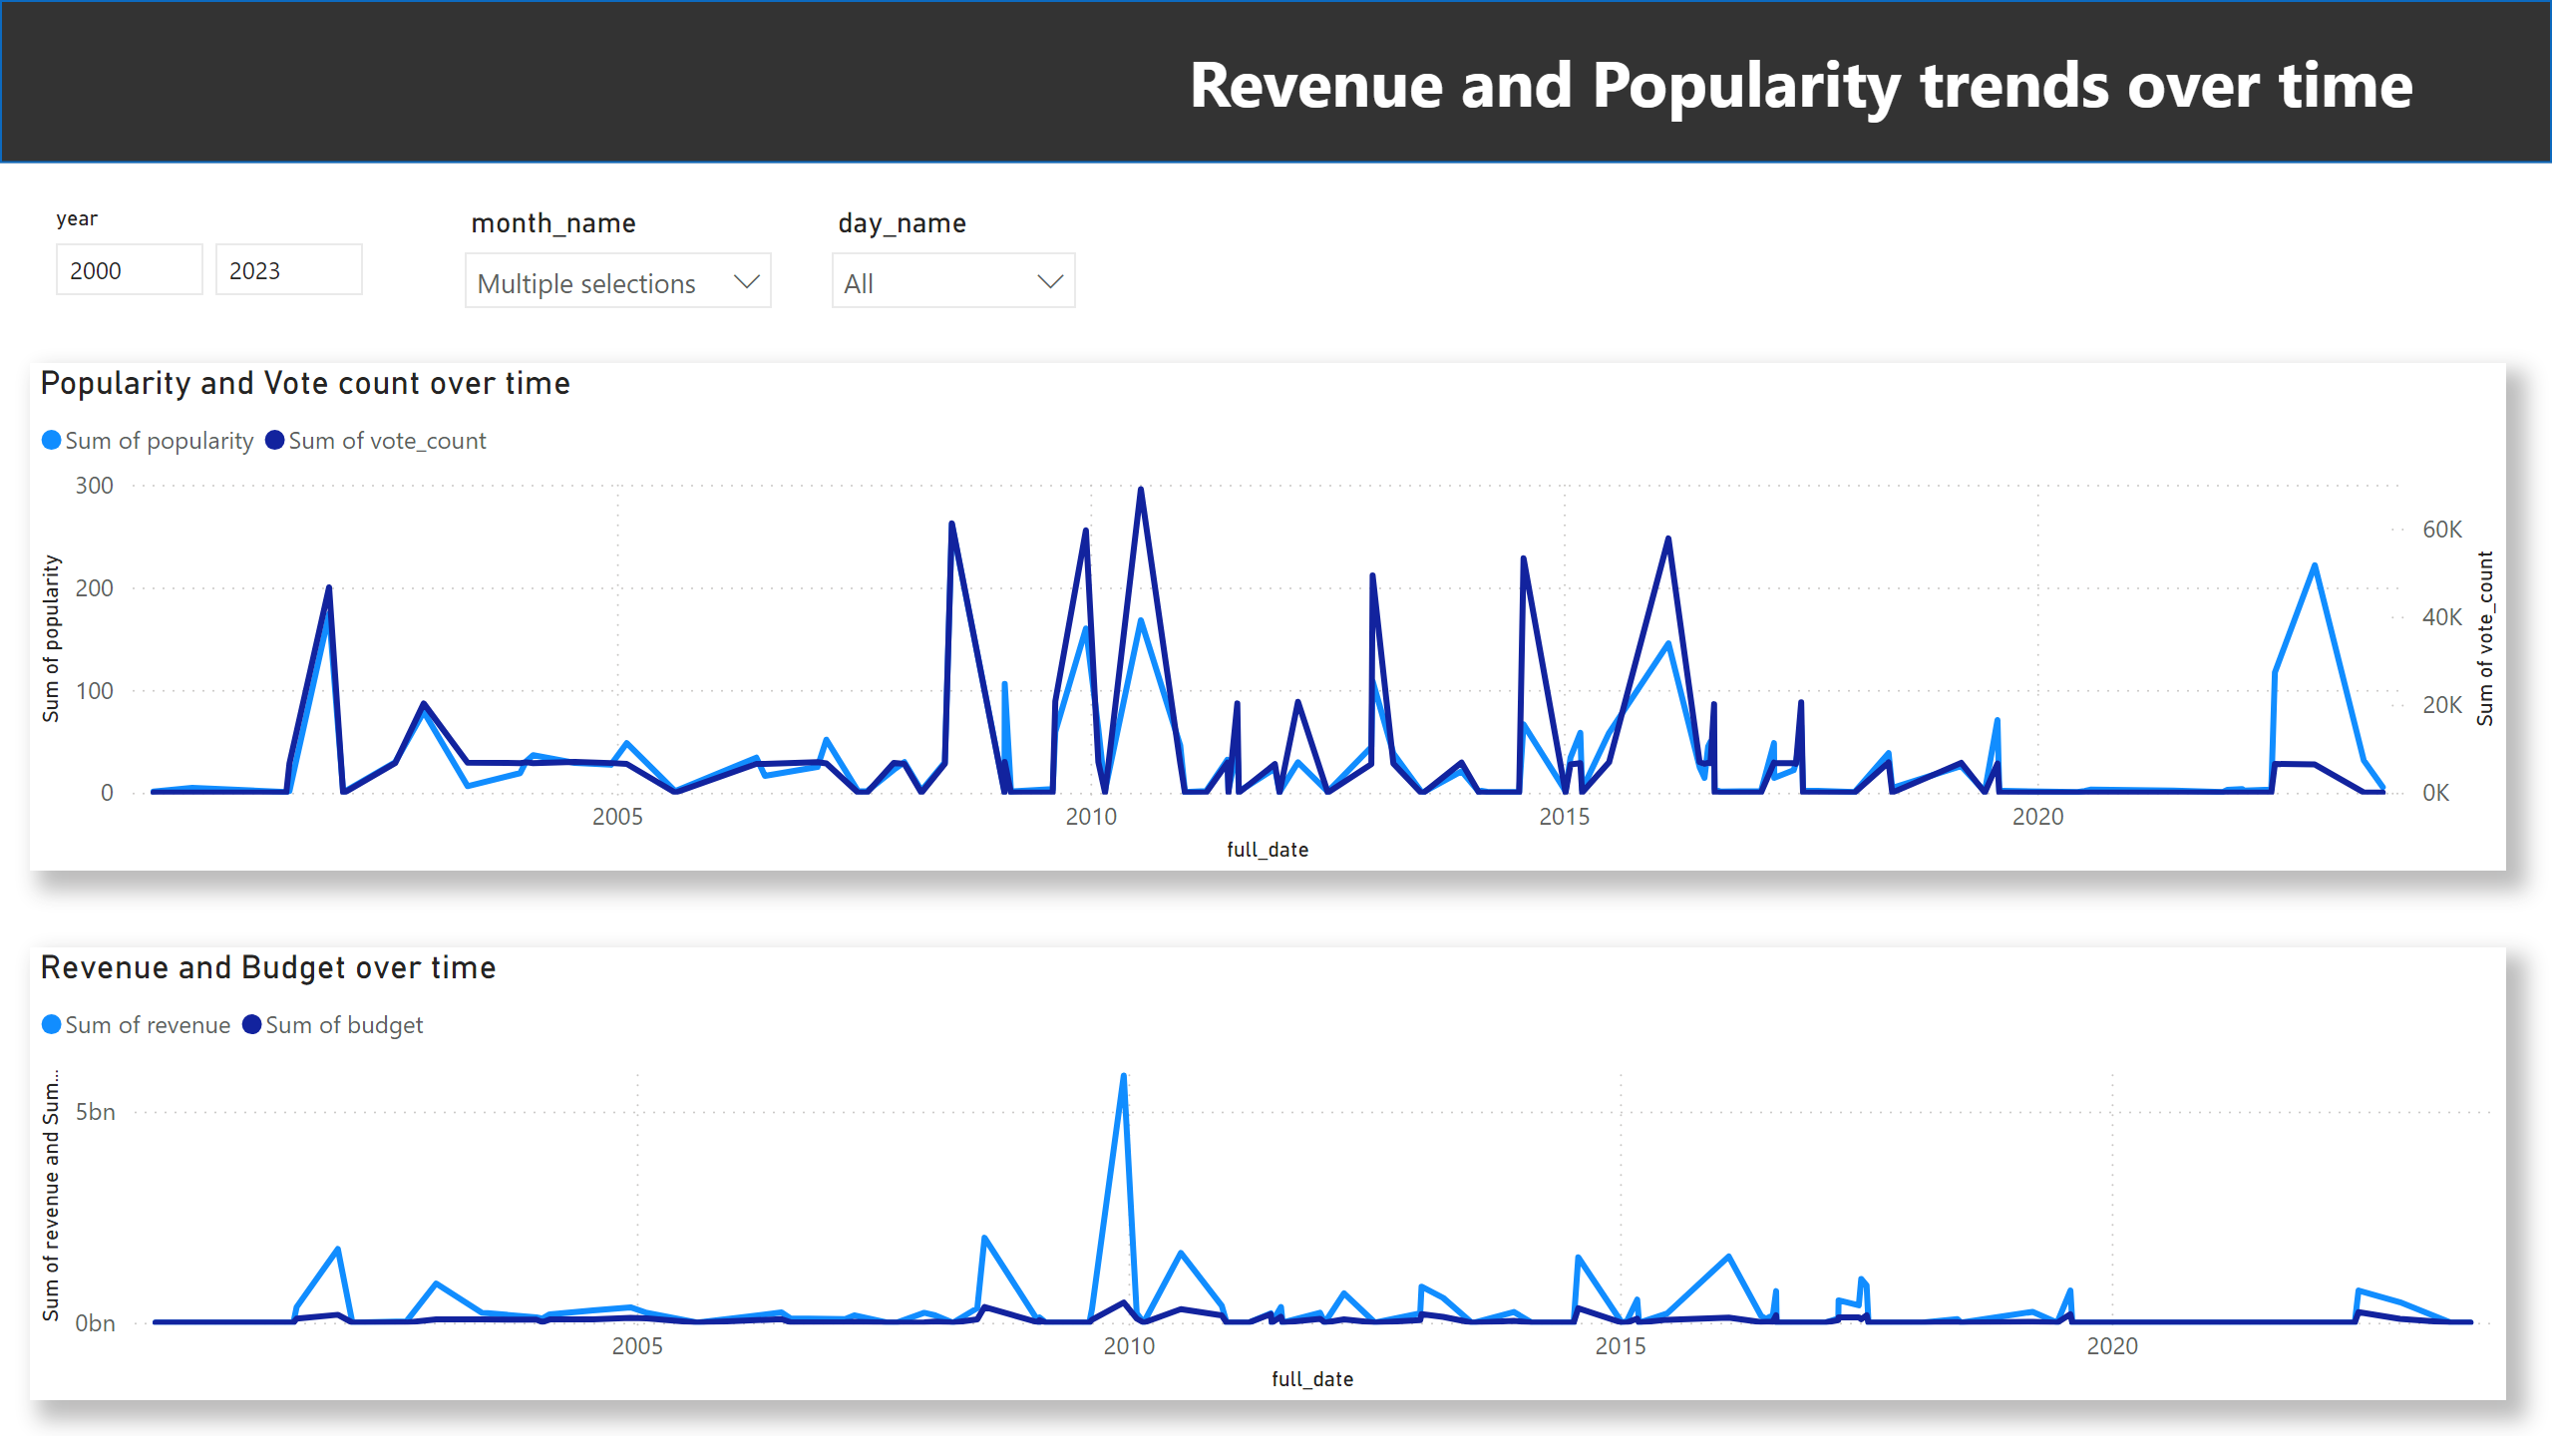 Revenue and Popularity trends over time
year
month_name
day_name
2000
2023
Multiple selections
All
Popularity and Vote count over time
Sum of popularity
Sum of vote_count
300
200
100
0
60K
40K
20K
0K
Sum of popularity
Sum of vote_count
2005
2010
2015
2020
full_date
Revenue and Budget over time
Sum of revenue
Sum of budget
5bn
0bn
Sum of revenue and Sum...
2005
2010
2015
2020
full_date